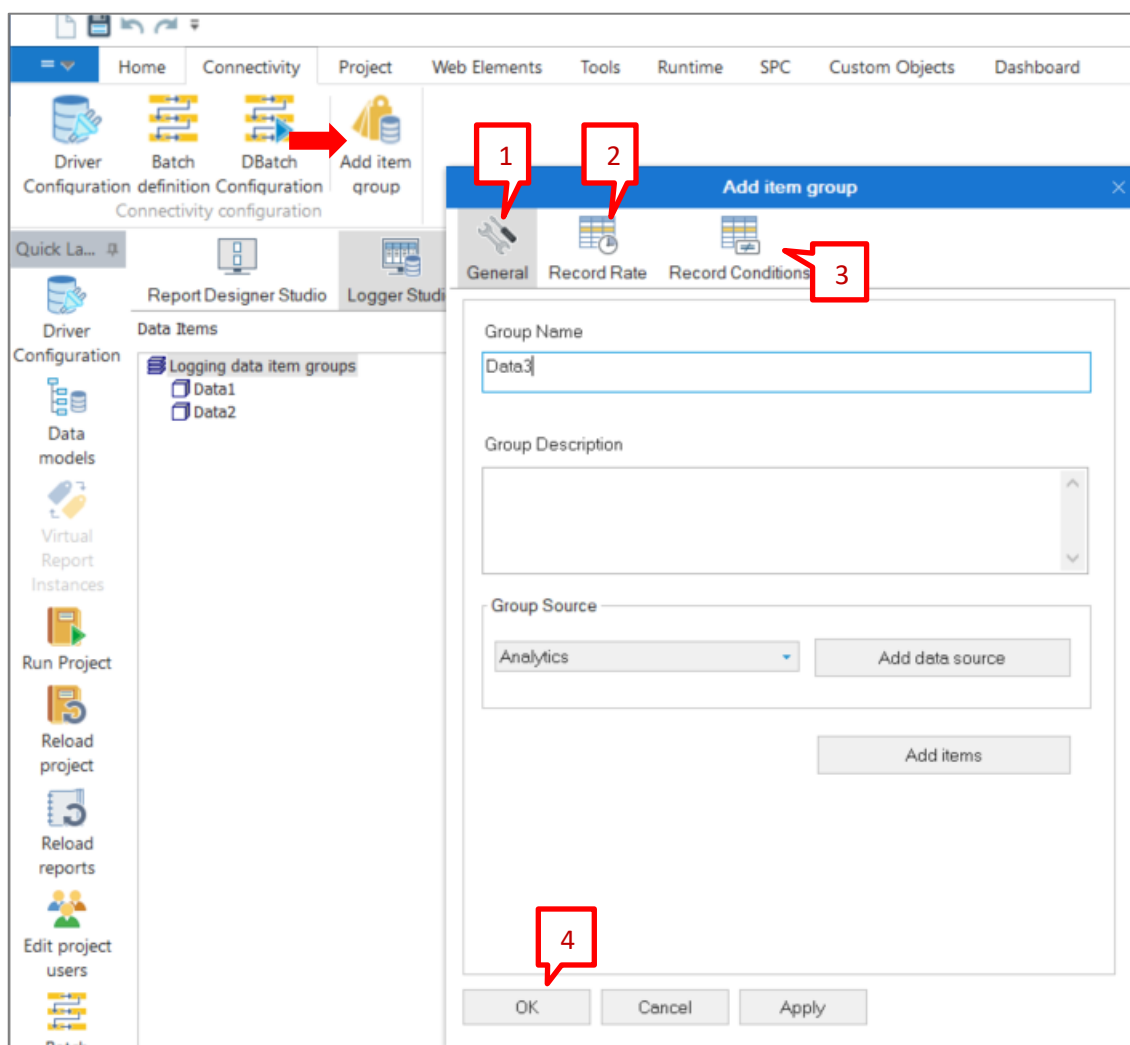 Home Connectivity Project Web Elements Tools Runtime SPC Custom Objects Dashboard
Driver Configuration
Batch definition
DBatch Configuration
Add item group
Connectivity configuration
1
2
Add item group
Quick La...
Report Designer Studio
Logger Studi
General
Record Rate
Record Conditions
3
Driver
Configuration
Data
models
Virtual
Report
Instances
Run Project
Reload
project
Reload
reports
Edit project
users
Data Items
Logging data item groups
Data1
Data2
Group Name
Data3
Group Description
Group Source
Analytics
Add data source
Add items
4
OK
Cancel
Apply